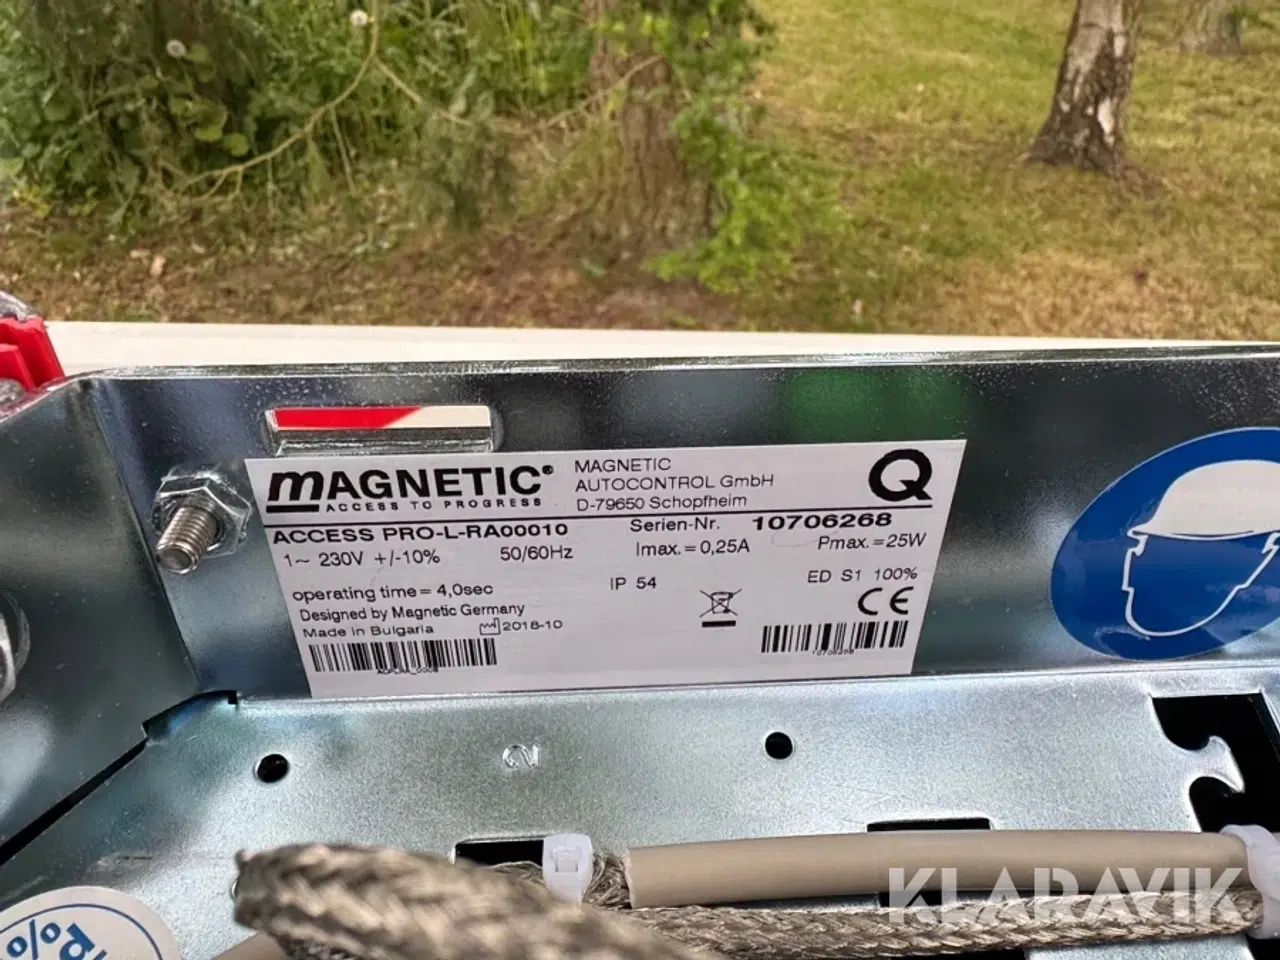 MAGNETIC®
ACCESS TO PROGRESS
MAGNETIC
AUTOCONTROL GmbH
D-79650 Schopfheim
Q
ACCESS PRO-L-RA00010
Serien-Nr. 10706268
1~ 230V +/-10% 50/60Hz Imax.=0,25A Pmax.=25W
operating time= 4,0sec IP 54 ED S1 100%
Designed by Magnetic Germany
Made in Bulgaria 2018-10
CE
10706268
2
KLARAVIK